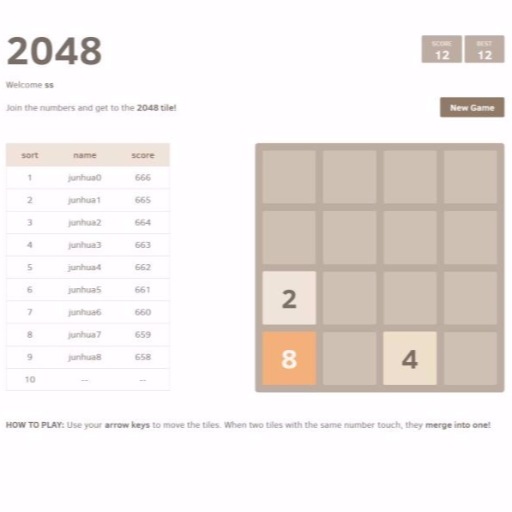 2048
SCORE
12
BEST
12
Welcome ss
Join the numbers and get to the 2048 tile!
New Game
sort name score
1 junhua0 666
2 junhua1 665
3 junhua2 664
4 junhua3 663
5 junhua4 662
6 junhua5 661
7 junhua6 660
8 junhua7 659
9 junhua8 658
10 -- --
2
8 4
HOW TO PLAY: Use your arrow keys to move the tiles. When two tiles with the same number touch, they merge into one!